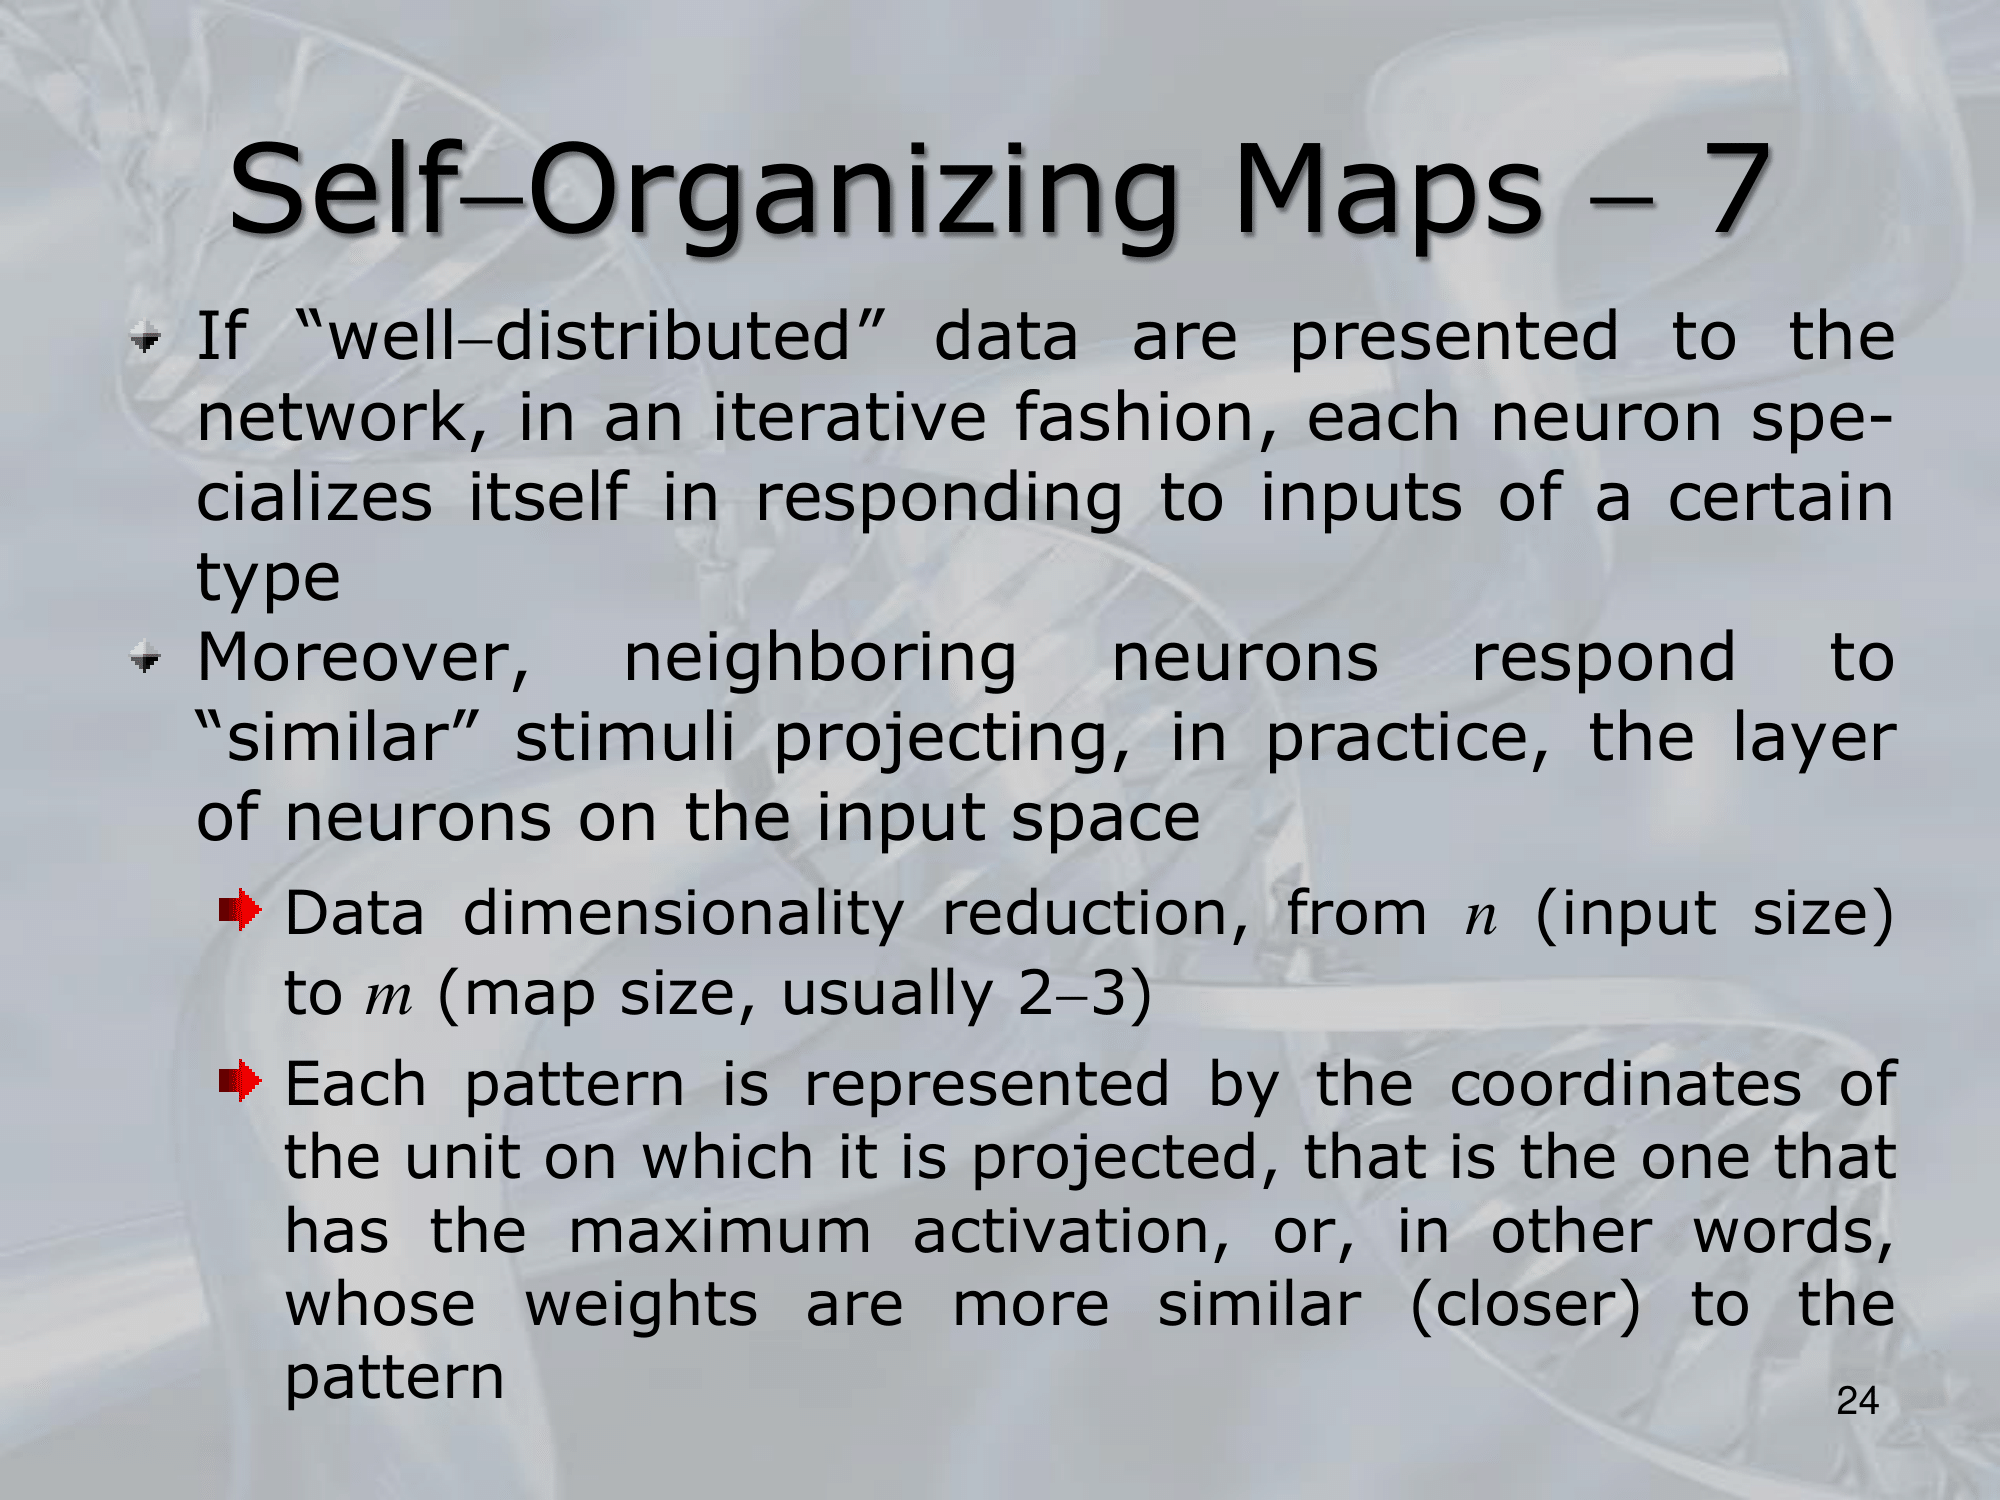 Self–Organizing Maps – 7
If “well–distributed” data are presented to the
network, in an iterative fashion, each neuron spe-
cializes itself in responding to inputs of a certain
type
Moreover, neighboring neurons respond to
“similar” stimuli projecting, in practice, the layer
of neurons on the input space
Data dimensionality reduction, from n (input size)
to m (map size, usually 2–3)
Each pattern is represented by the coordinates of
the unit on which it is projected, that is the one that
has the maximum activation, or, in other words,
whose weights are more similar (closer) to the
pattern
24